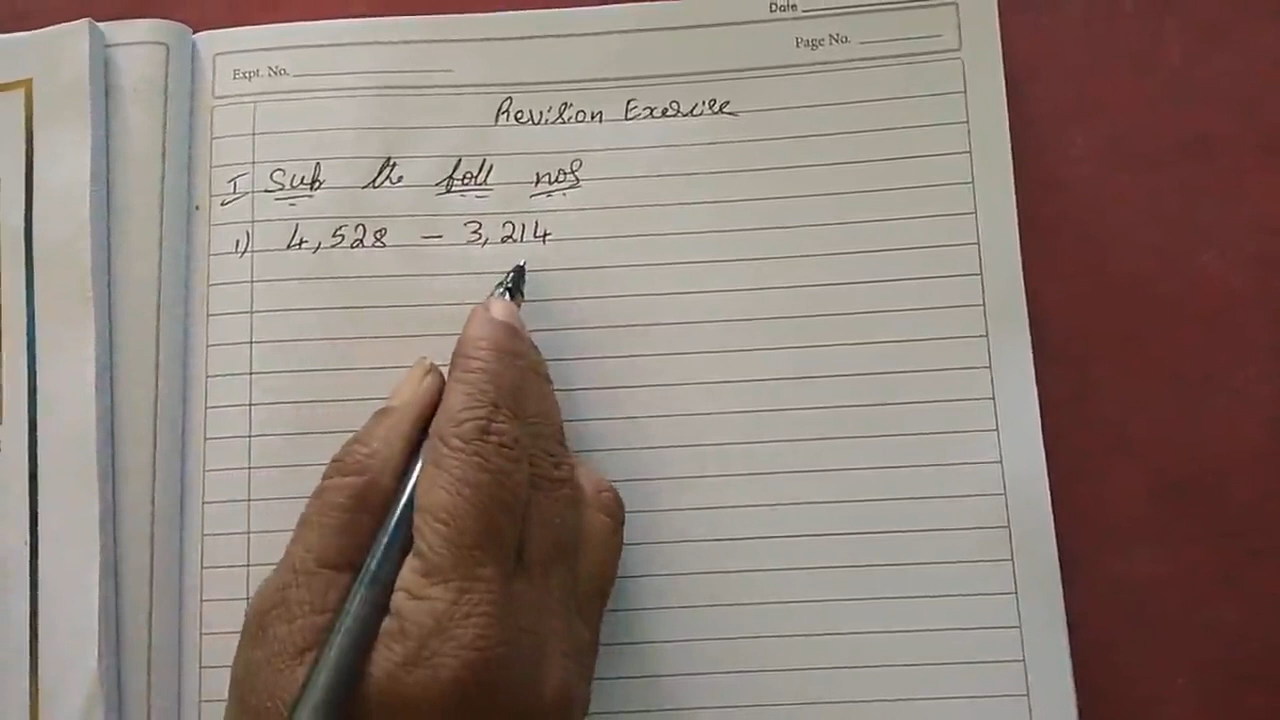 Date
Page No.
Expt. No.
Revision Exercise
I Sub the foll nos
1) 4,528 - 3,214